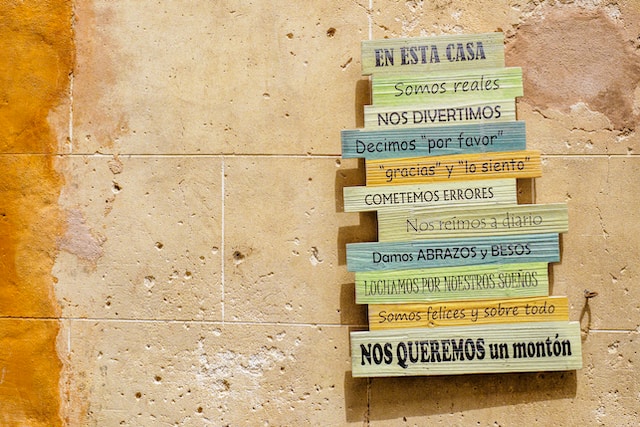 EN ESTA CASA
Somos reales
NOS DIVERTIMOS
Decimos "por favor"
"gracias" y "lo siento"
COMETEMOS ERRORES
Nos reímos a diario
Damos ABRAZOS y BESOS
LUCHAMOS POR NUESTROS SUEÑOS
Somos felices y sobre todo
NOS QUEREMOS un montón